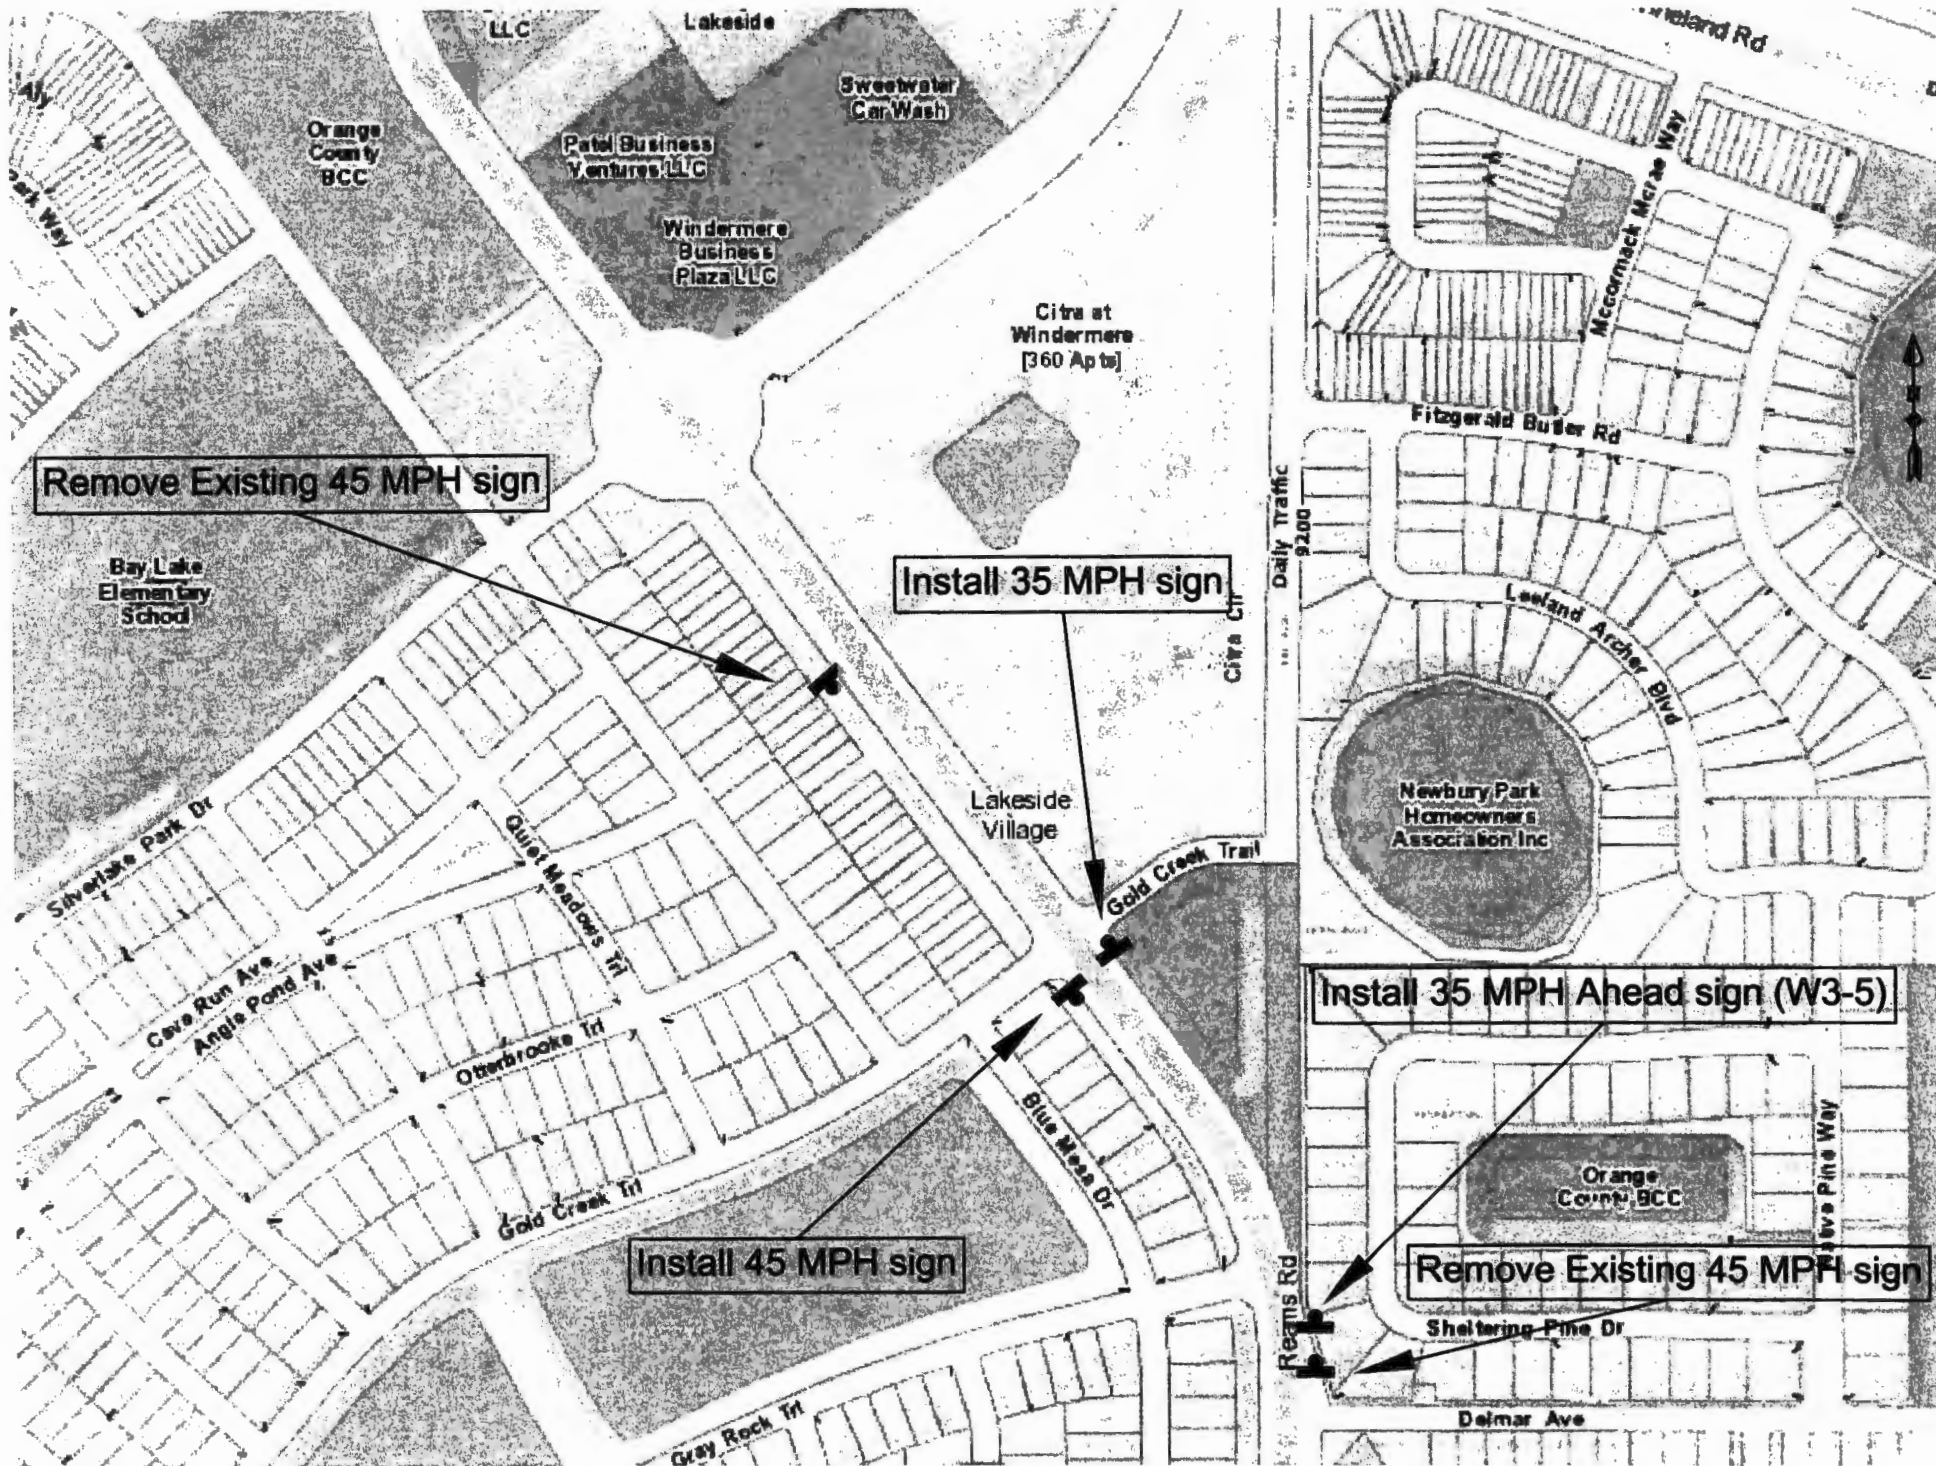 LLC
Lakeside
Sweetwater
Car Wash
Patel Business
Ventures LLC
Windermere
Business
Plaza LLC
Orange
County
BCC
Park Way
Rd
Mccormack Mcrae Way
Citra at
Windermere
[360 Apts]
Fitzgerald Butler Rd
Remove Existing 45 MPH sign
Bay Lake
Elementary
School
Install 35 MPH sign
Daily Traffic
9200
Citra Cir
Leeland Archer Blvd
Newbury Park
Homeowners
Association Inc
Lakeside
Village
Gold Creek Trail
Silverlake Park Dr
Quiet Meadows Trl
Cave Run Ave
Angle Pond Ave
Otterbrooke Trl
Gold Creek Trl
Blue Mesa Dr
Install 45 MPH sign
Install 35 MPH Ahead sign (W3-5)
Orange
County BCC
Pine Way
Remove Existing 45 MPH sign
Reams Rd
Sheltering Pine Dr
Delmar Ave
Gray Rock Trl